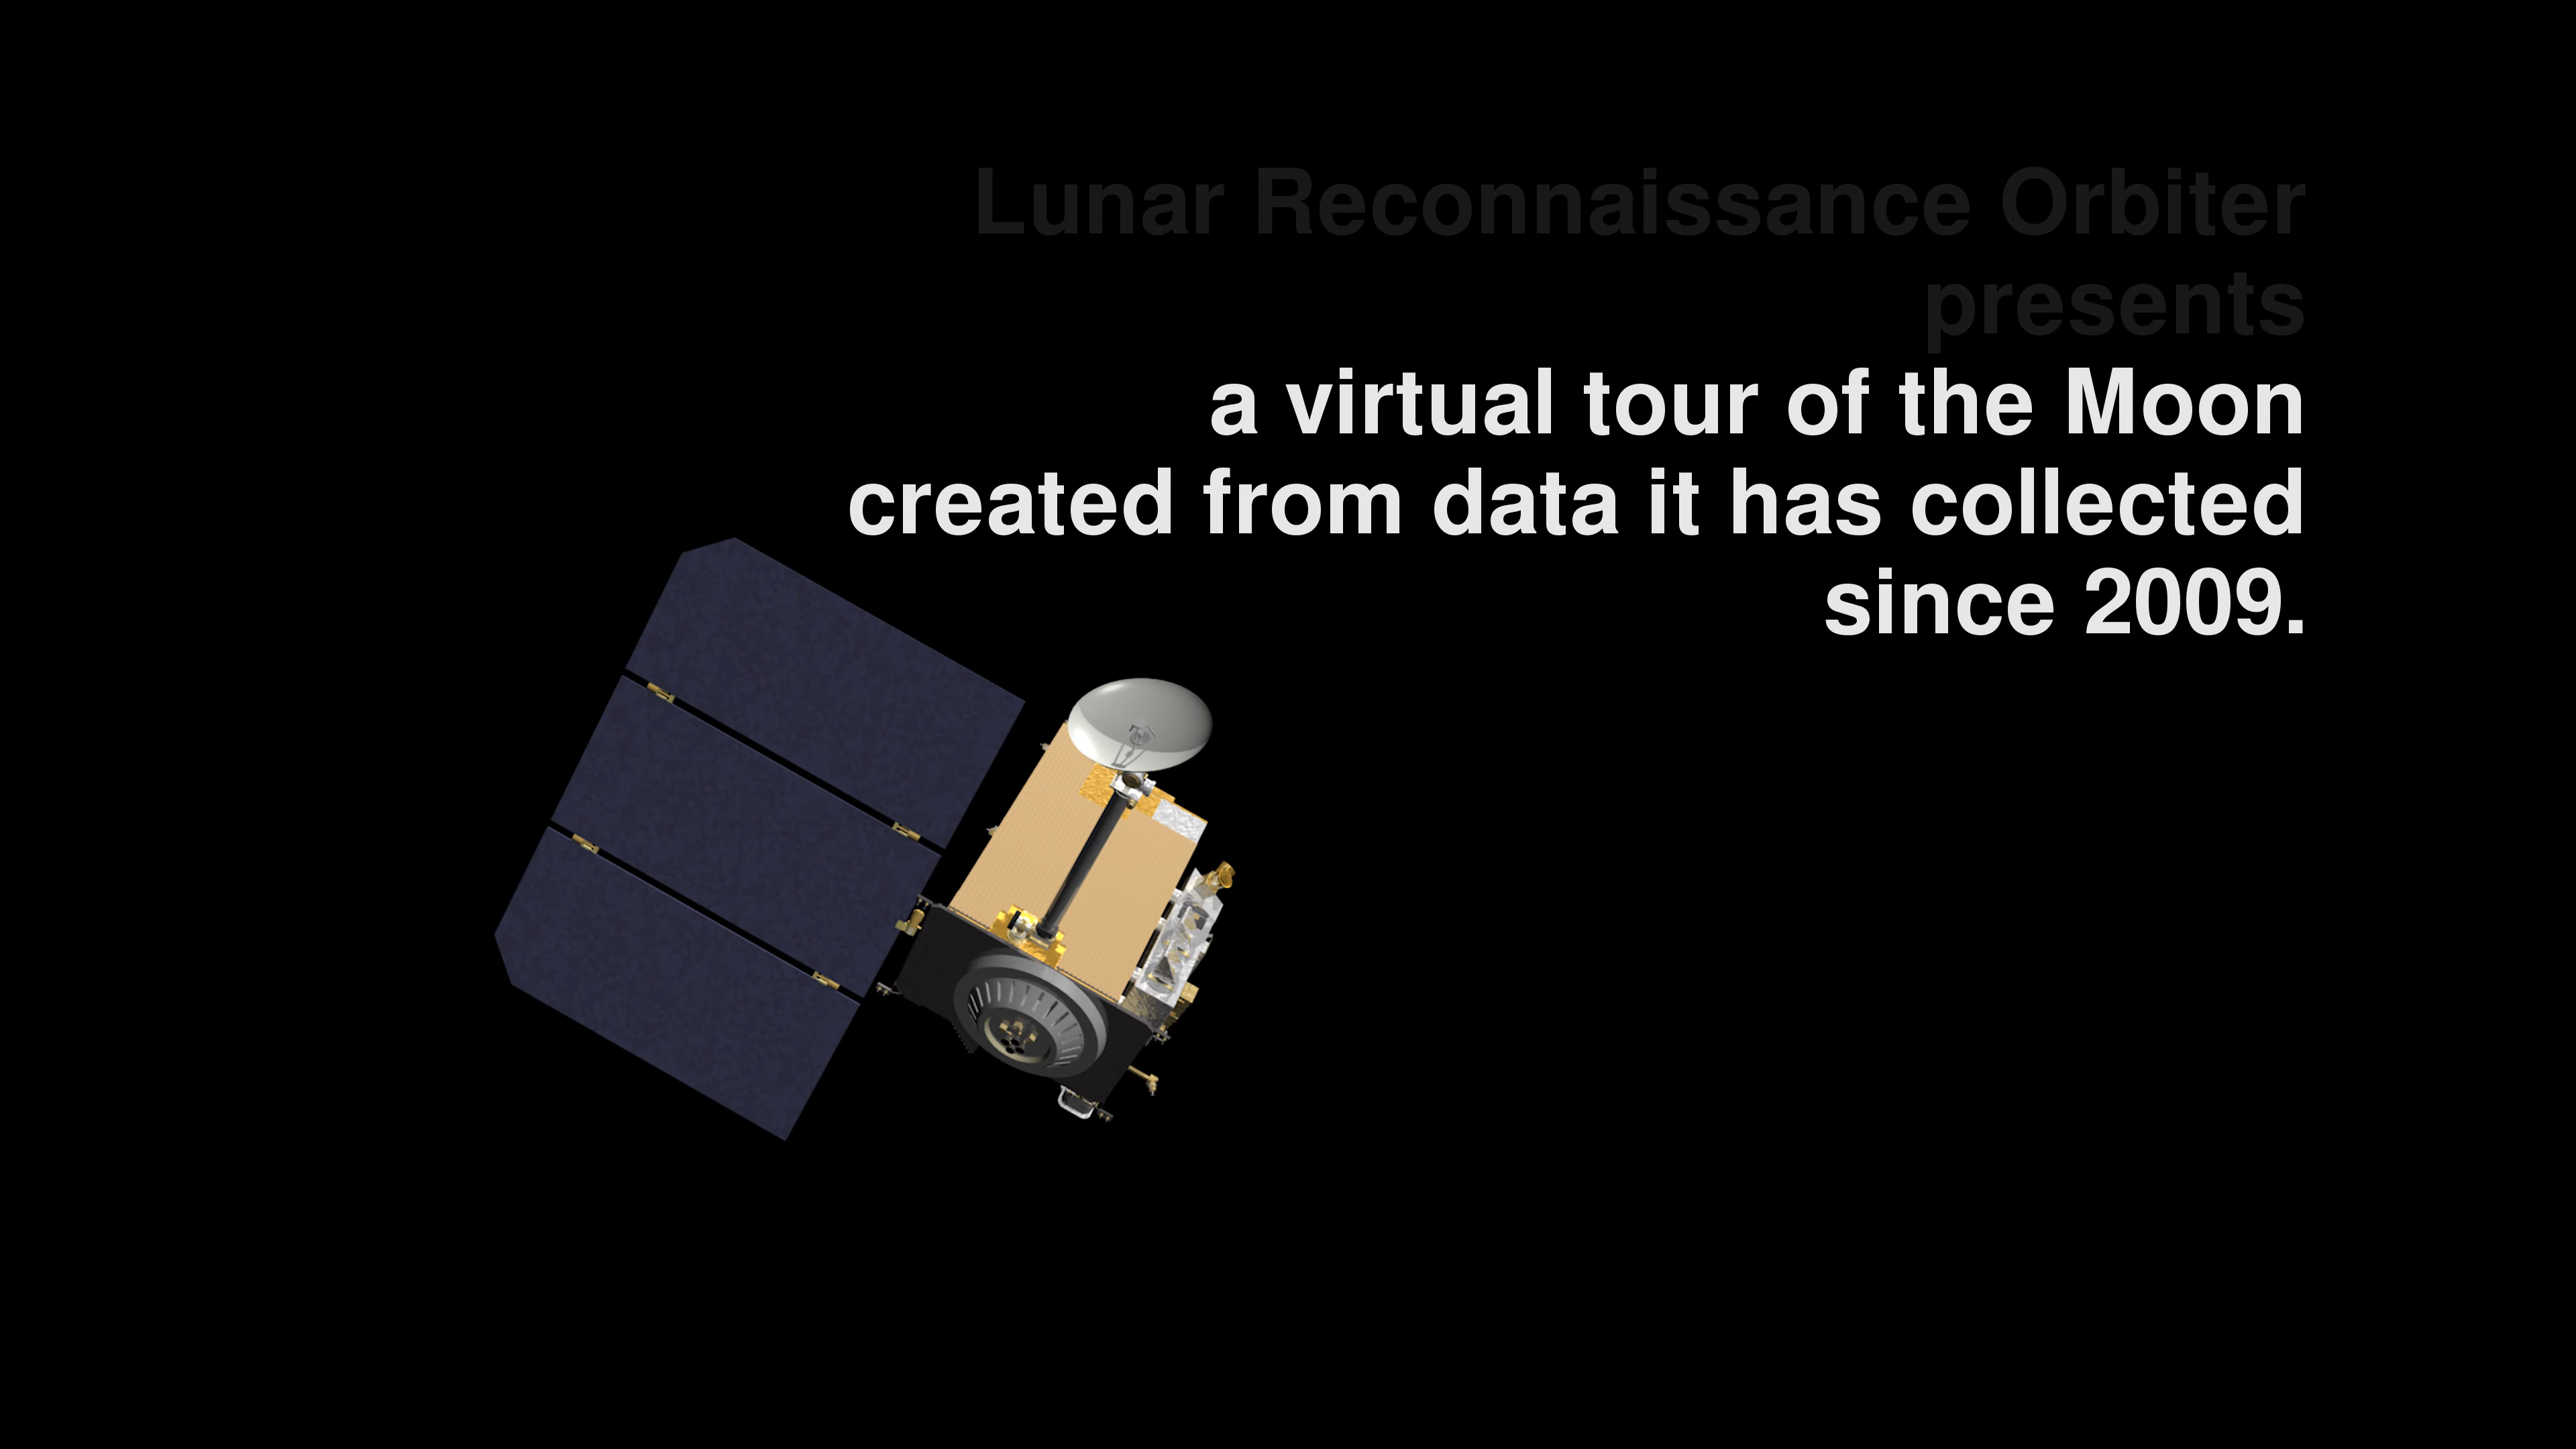 Lunar Reconnaissance Orbiter
presents
a virtual tour of the Moon
created from data it has collected
since 2009.